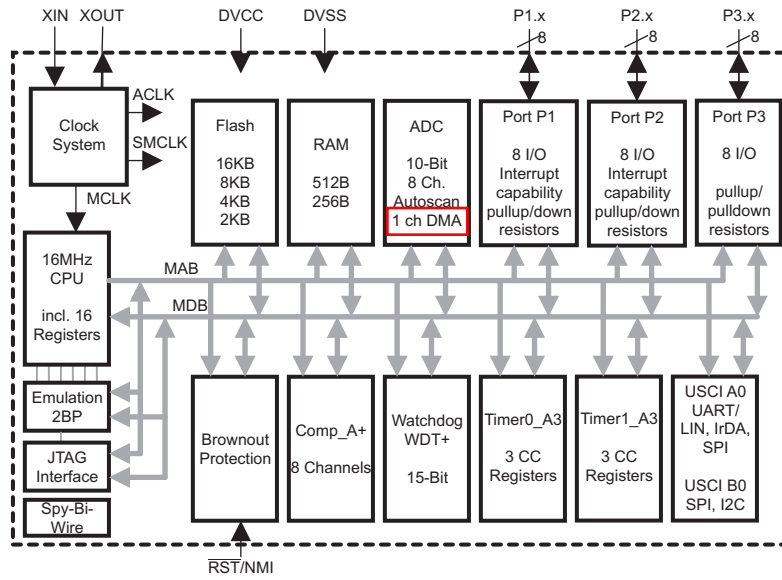 XIN XOUT DVCC DVSS P1.x P2.x P3.x
8 8 8
ACLK
SMCLK
MCLK
Clock
System
Flash
16KB
8KB
4KB
2KB
RAM
512B
256B
ADC
10-Bit
8 Ch.
Autoscan
1 ch DMA
Port P1
8 I/O
Interrupt
capability
pullup/down
resistors
Port P2
8 I/O
Interrupt
capability
pullup/down
resistors
Port P3
8 I/O
pullup/
pulldown
resistors
16MHz
CPU
incl. 16
Registers
MAB
MDB
Emulation
2BP
JTAG
Interface
Spy-Bi-
Wire
Brownout
Protection
Comp_A+
8 Channels
Watchdog
WDT+
15-Bit
Timer0_A3
3 CC
Registers
Timer1_A3
3 CC
Registers
USCI A0
UART/
LIN, IrDA,
SPI
USCI B0
SPI, I2C
RST/NMI